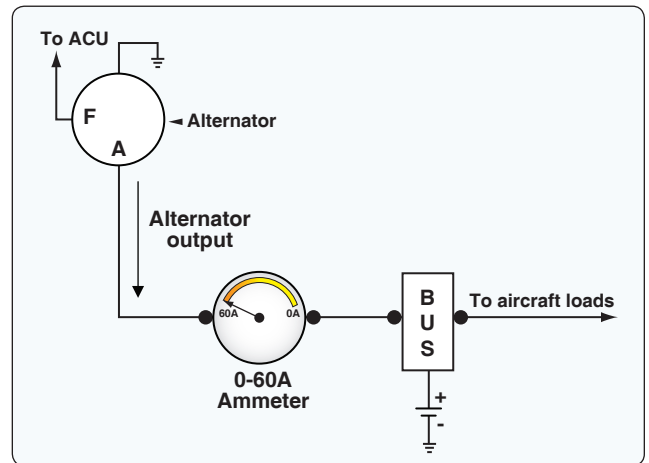 To ACU
F
A
Alternator
Alternator
output
60A
0A
0-60A
Ammeter
B
U
S
To aircraft loads
+
-